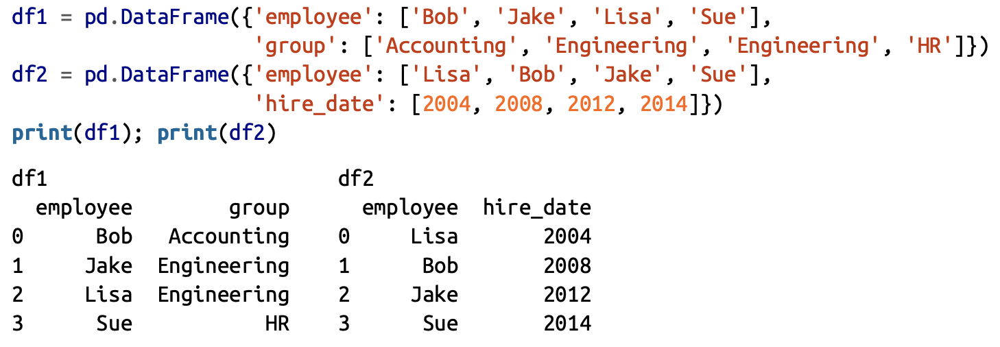 df1 = pd.DataFrame({'employee': ['Bob', 'Jake', 'Lisa', 'Sue'],
                    'group': ['Accounting', 'Engineering', 'Engineering', 'HR']})
df2 = pd.DataFrame({'employee': ['Lisa', 'Bob', 'Jake', 'Sue'],
                    'hire_date': [2004, 2008, 2012, 2014]})
print(df1); print(df2)
df1                        df2
  employee        group      employee  hire_date
0      Bob   Accounting    0     Lisa       2004
1     Jake  Engineering    1      Bob       2008
2     Lisa  Engineering    2     Jake       2012
3      Sue           HR    3      Sue       2014